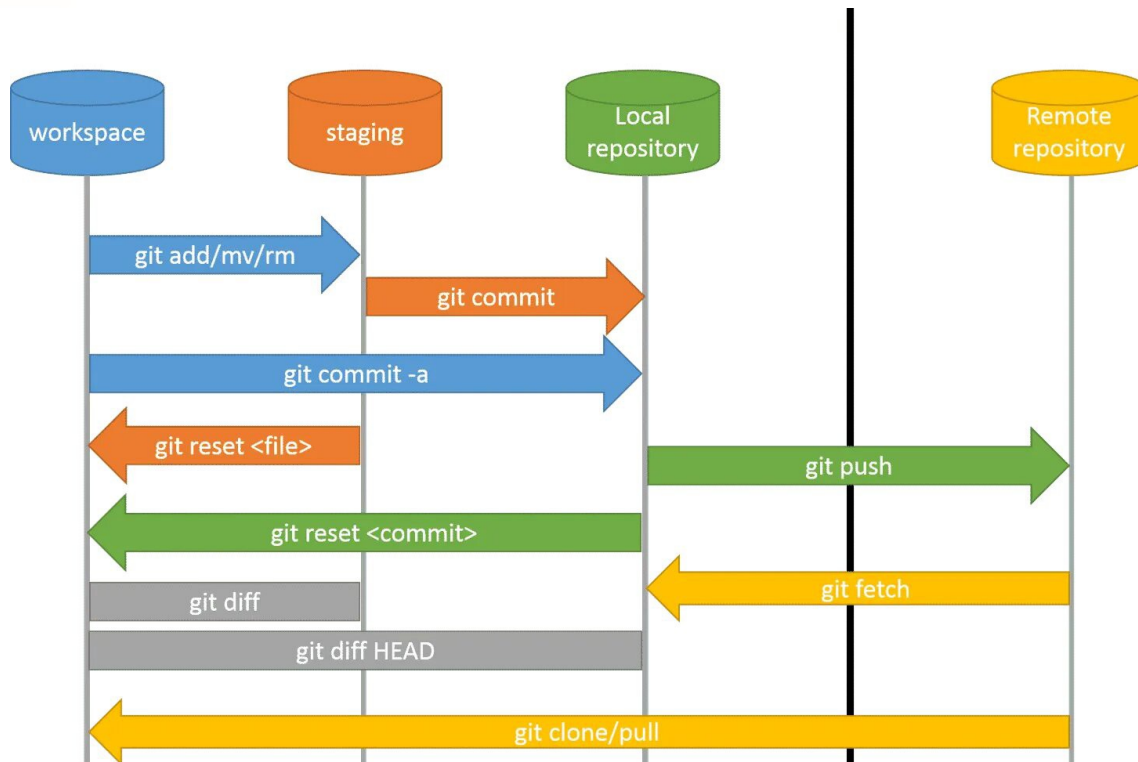 workspace
staging
Local
repository
Remote
repository
git add/mv/rm
git commit
git commit -a
git reset <file>
git push
git reset <commit>
git fetch
git diff
git diff HEAD
git clone/pull